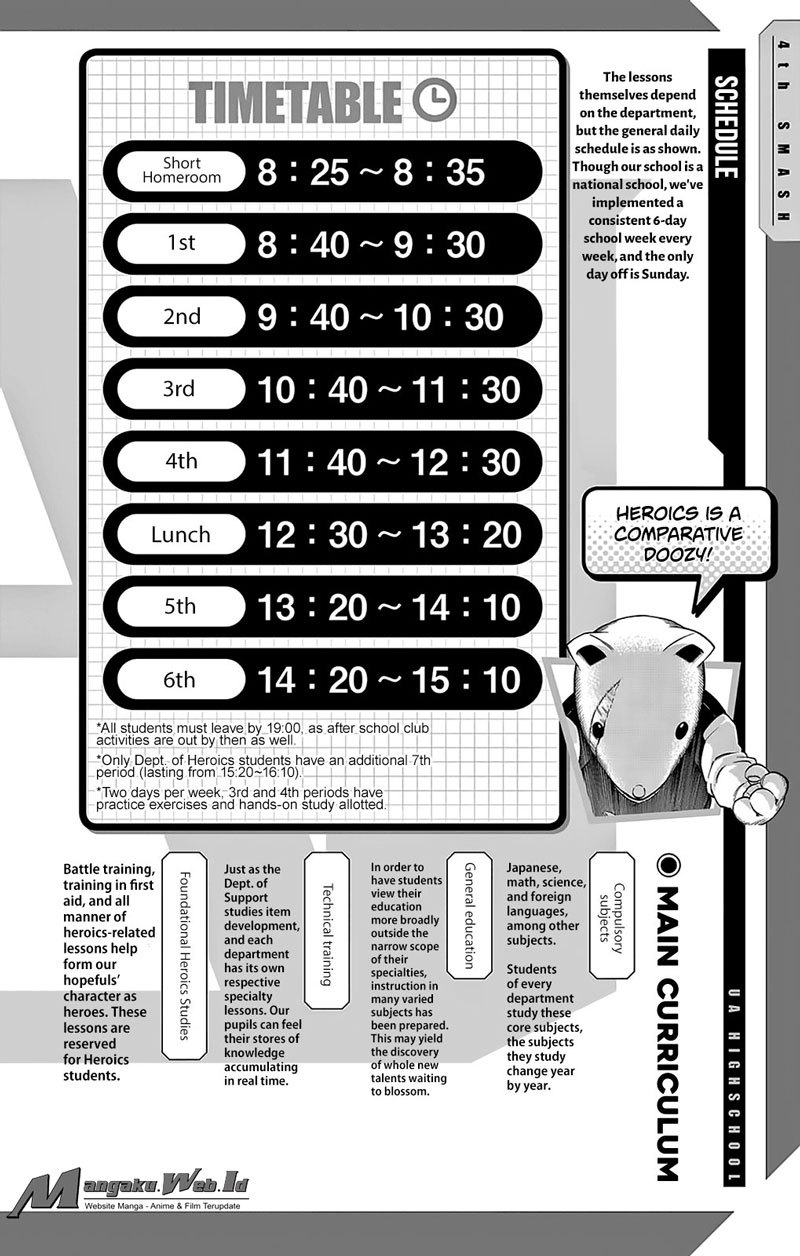 4th SMASH
SCHEDULE
The lessons
themselves depend
on the department,
but the general daily
schedule is as shown.
Though our school is a
national school, we've
implemented a
consistent 6-day
school week every
week, and the only
day off is Sunday.
TIMETABLE
Short
Homeroom
8 : 25 ~ 8 : 35
1st
8 : 40 ~ 9 : 30
2nd
9 : 40 ~ 10 : 30
3rd
10 : 40 ~ 11 : 30
4th
11 : 40 ~ 12 : 30
Lunch
12 : 30 ~ 13 : 20
5th
13 : 20 ~ 14 : 10
6th
14 : 20 ~ 15 : 10
*All students must leave by 19:00, as after school club
activities are out by then as well.
*Only Dept. of Heroics students have an additional 7th
period (lasting from 15:20~16:10).
*Two days per week, 3rd and 4th periods have
practice exercises and hands-on study allotted.
HEROICS IS A
COMPARATIVE
DOOZY!
MAIN CURRICULUM
Compulsory
subjects
Japanese,
math, science,
and foreign
languages,
among other
subjects.
Students
of every
department
study these
core subjects,
the subjects
they study
change year
by year.
General education
In order to
have students
view their
education
more broadly
outside the
narrow scope
of their
specialties,
instruction in
many varied
subjects has
been prepared.
This may yield
the discovery
of whole new
talents waiting
to blossom.
Technical training
Just as the
Dept. of
Support
studies item
development,
and each
department
has its own
respective
specialty
lessons. Our
pupils can feel
their stores of
knowledge
accumulating
in real time.
Foundational Heroics Studies
Battle training,
training in first
aid, and all
manner of
heroics-related
lessons help
form our
hopefuls'
character as
heroes. These
lessons are
reserved
for Heroics
students.
UA HIGHSCHOOL
Mangaku.Web.Id
Website Manga - Anime & Film Terupdate